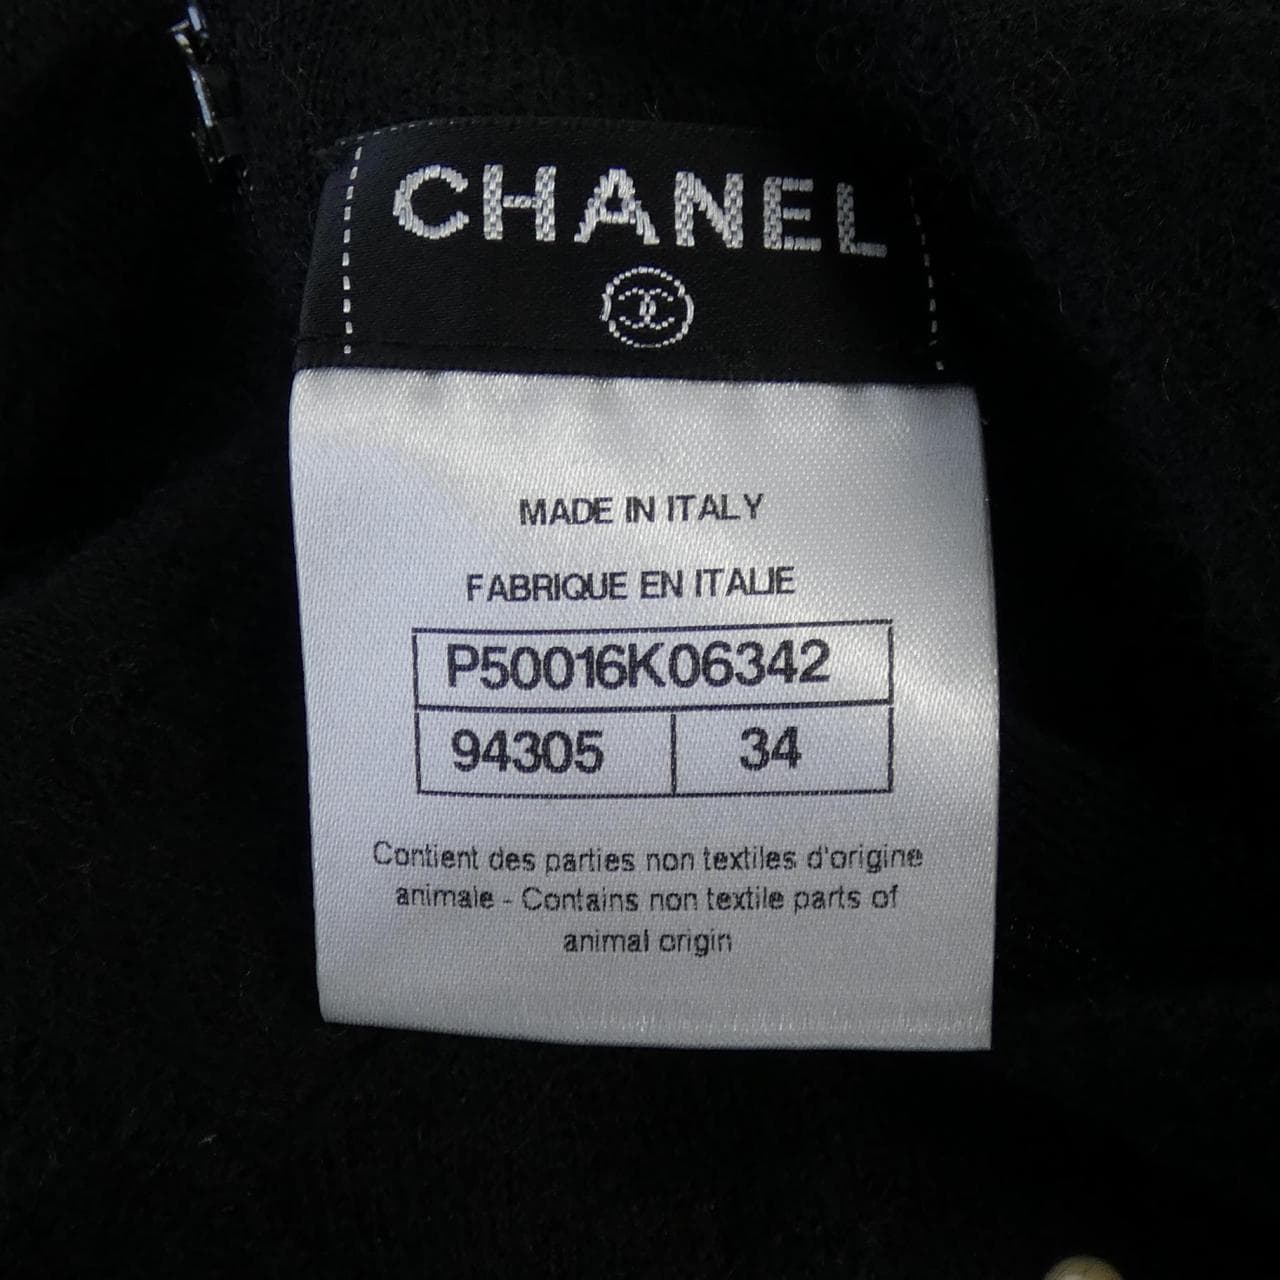 CHANEL
MADE IN ITALY
FABRIQUE EN ITALIE
P50016K06342
94305 34
Contient des parties non textiles d'origine
animale - Contains non textile parts of
animal origin